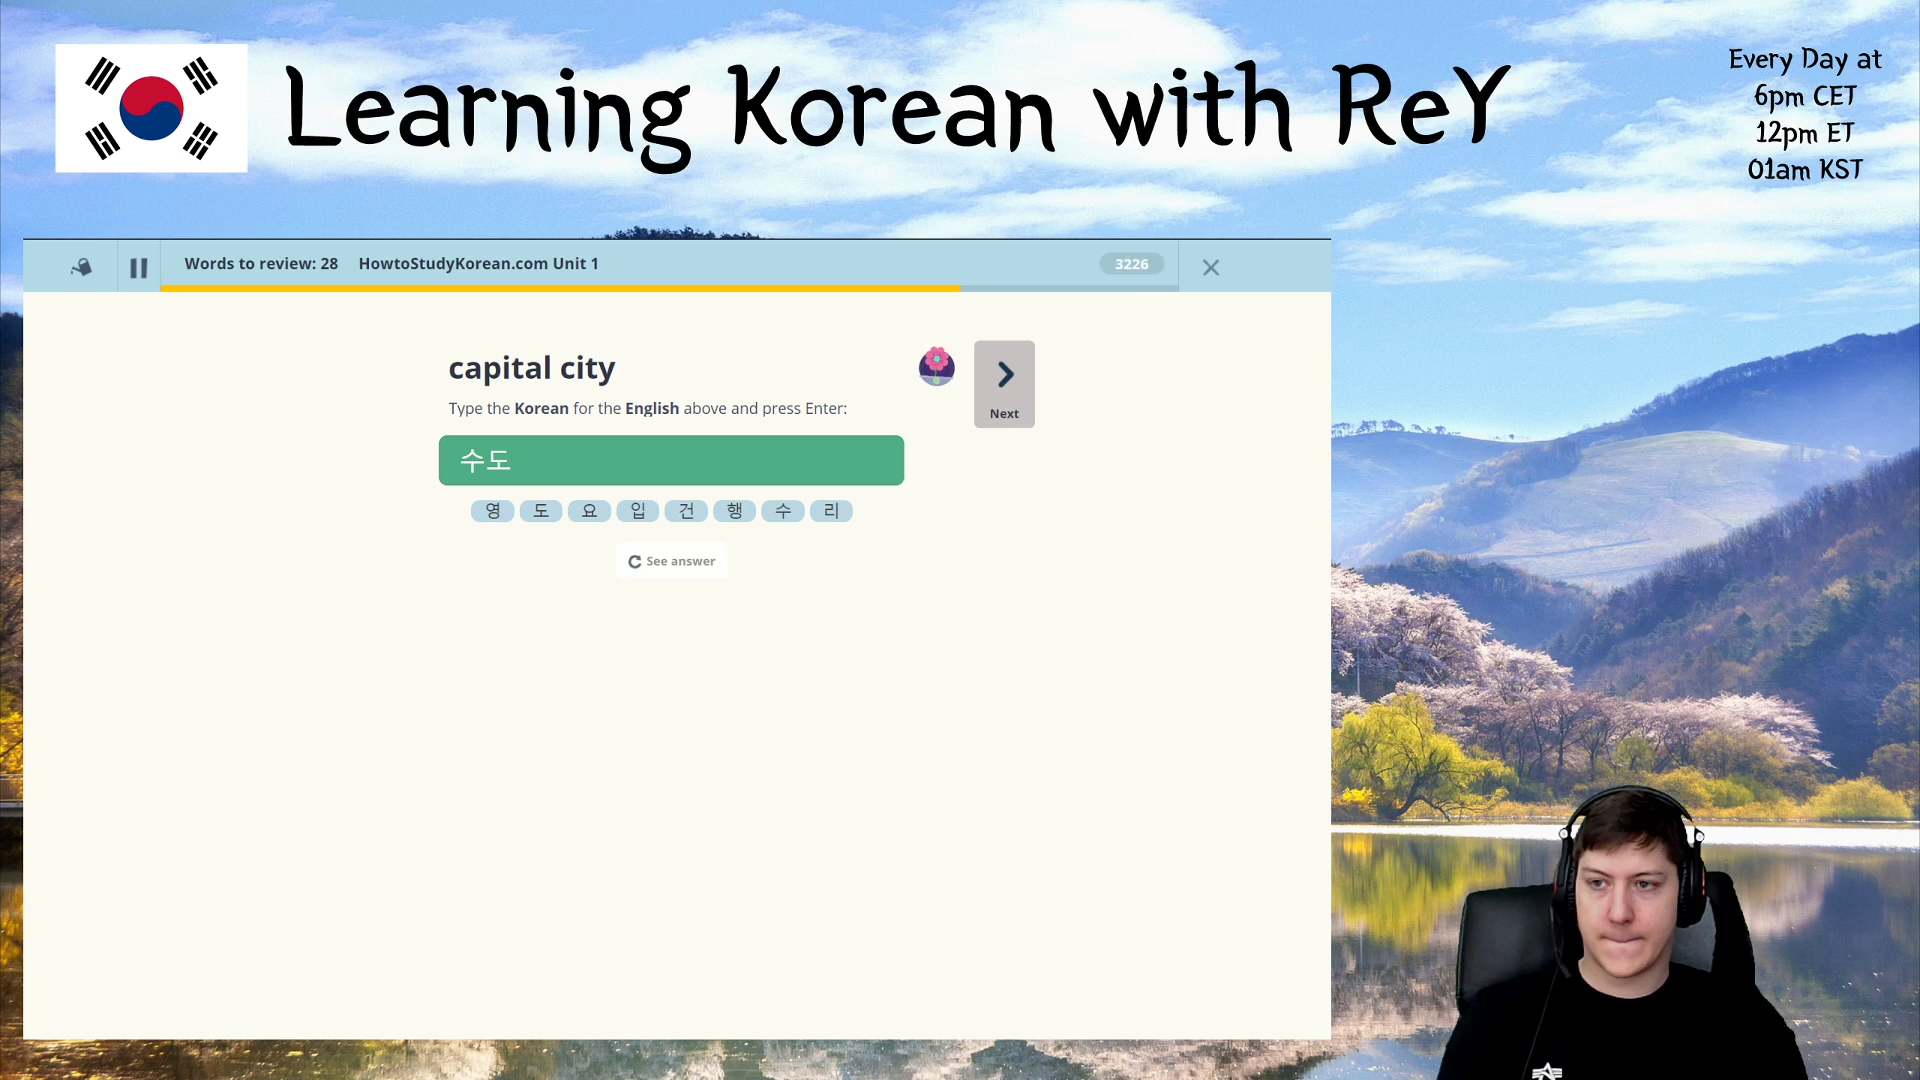 Learning Korean with ReY
Every Day at
6pm CET
12pm ET
01am KST
Words to review: 28 HowtoStudyKorean.com Unit 1 3226
capital city
Type the Korean for the English above and press Enter:
Next
수도
영 도 요 입 건 행 수 리
See answer